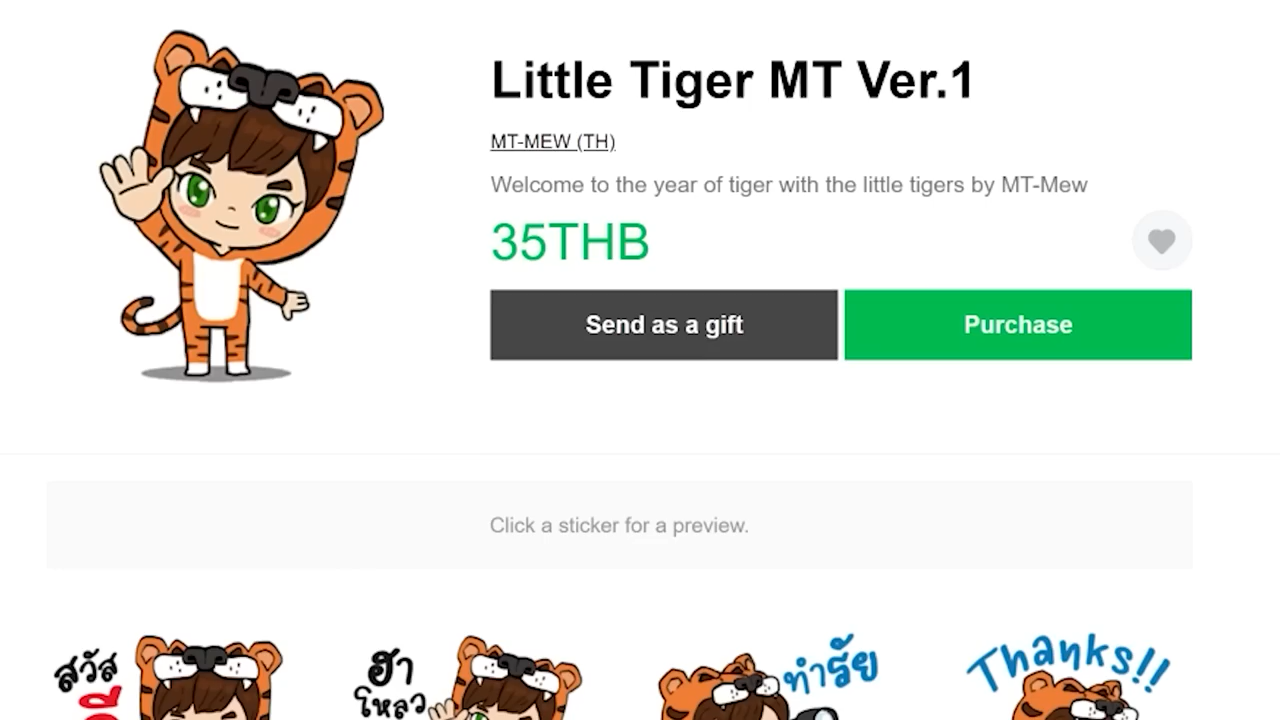 Little Tiger MT Ver.1
MT-MEW (TH)
Welcome to the year of tiger with the little tigers by MT-Mew
35THB
Send as a gift
Purchase
Click a sticker for a preview.
สวัส
ดี
ฮา
โหลว
ทำรัย
Thanks!!